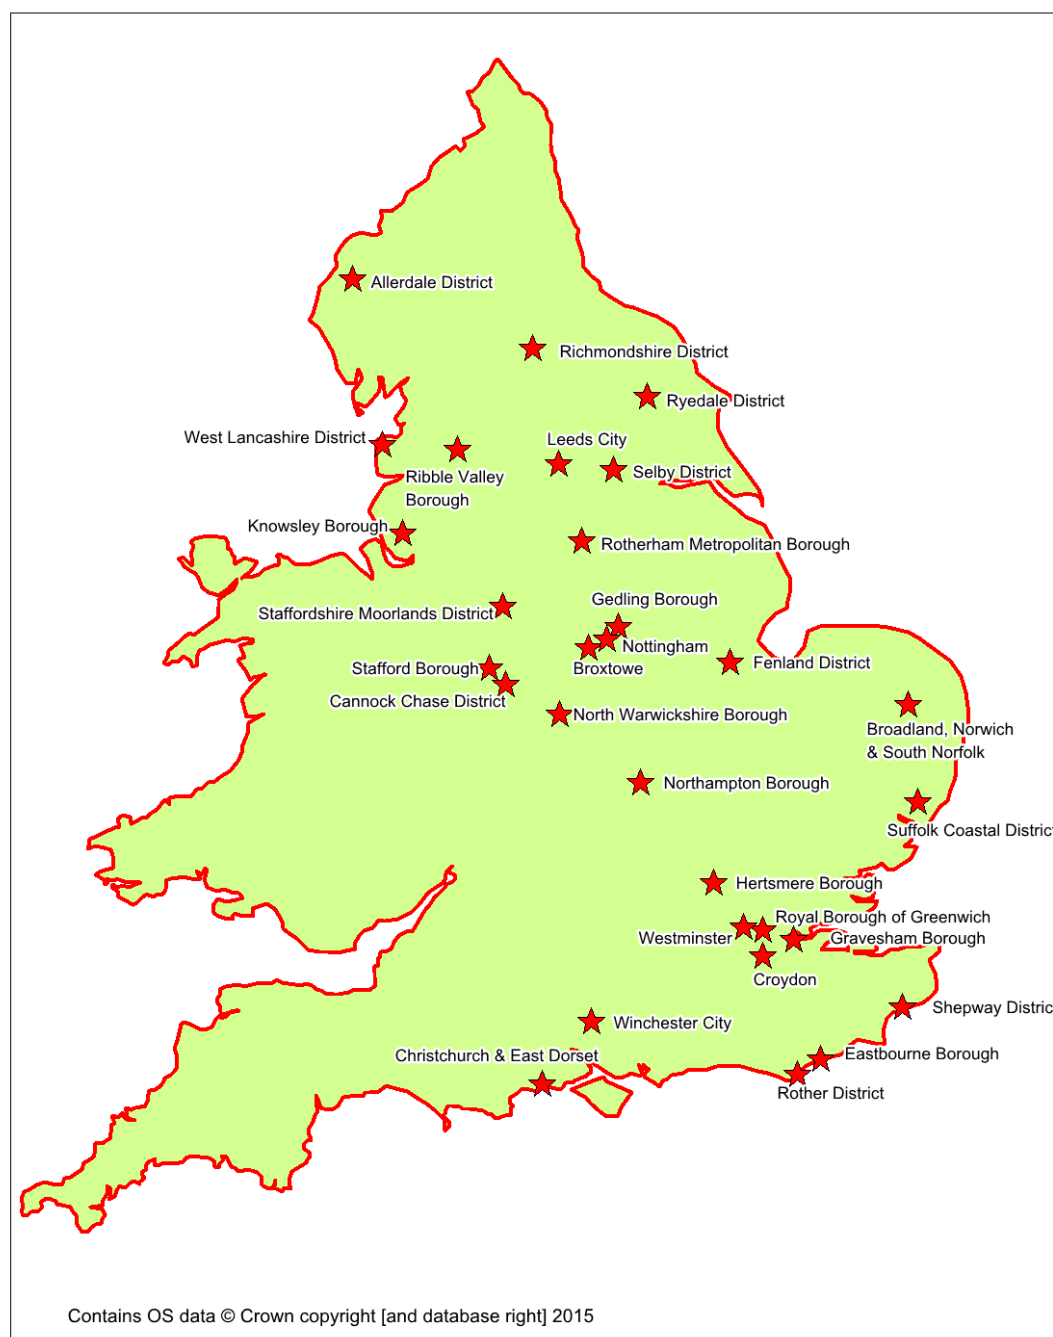 Allerdale District
Richmondshire District
Ryedale District
West Lancashire District
Leeds City
Ribble Valley
Borough
Selby District
Knowsley Borough
Rotherham Metropolitan Borough
Gedling Borough
Staffordshire Moorlands District
Nottingham
Broxtowe
Fenland District
Stafford Borough
Cannock Chase District
North Warwickshire Borough
Broadland, Norwich
& South Norfolk
Northampton Borough
Suffolk Coastal District
Hertsmere Borough
Royal Borough of Greenwich
Westminster
Gravesham Borough
Croydon
Shepway Distric
Winchester City
Christchurch & East Dorset
Eastbourne Borough
Rother District
Contains OS data © Crown copyright [and database right] 2015